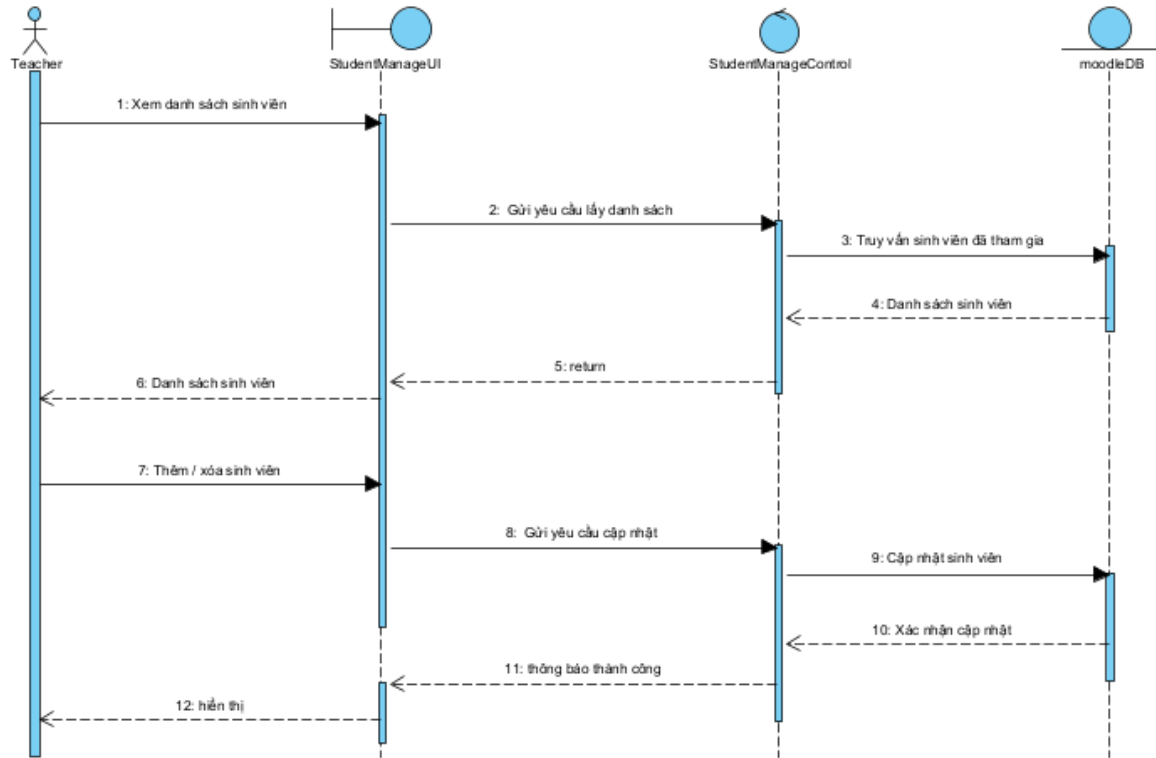 Teacher
StudentManageUI
StudentManageControl
moodleDB
1: Xem danh sách sinh viên
2: Gửi yêu cầu lấy danh sách
3: Truy vấn sinh viên đã tham gia
4: Danh sách sinh viên
5: return
6: Danh sách sinh viên
7: Thêm / xóa sinh viên
8: Gửi yêu cầu cập nhật
9: Cập nhật sinh viên
10: Xác nhận cập nhật
11: thông báo thành công
12: hiển thị